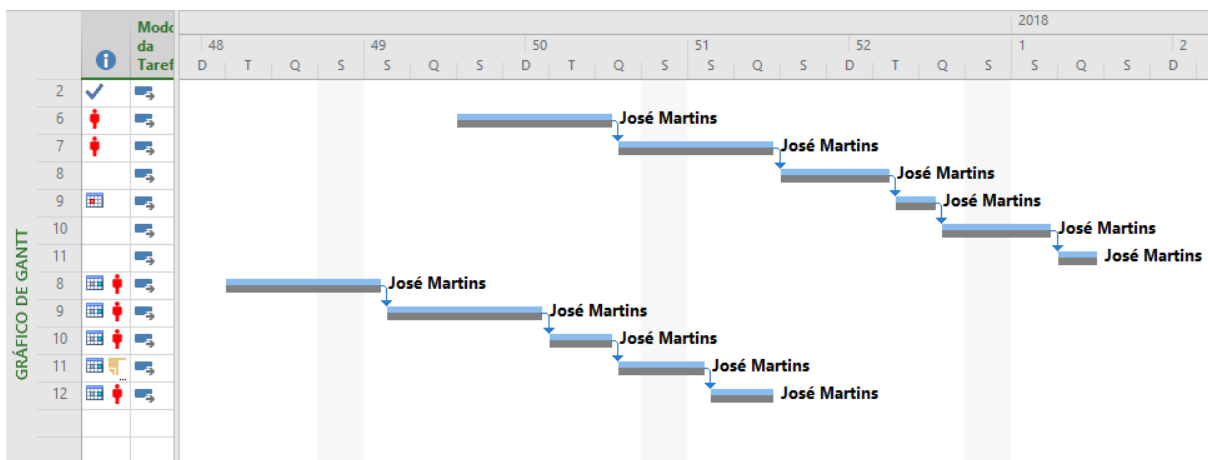 2018
Modo
da
Taref
48 49 50 51 52 1 2
D T Q S S Q S D T Q S S Q S D T Q S S Q S D
GRÁFICO DE GANTT
2
6 José Martins
7 José Martins
8 José Martins
9 José Martins
10 José Martins
11 José Martins
8 José Martins
9 José Martins
10 José Martins
11 José Martins
12 José Martins